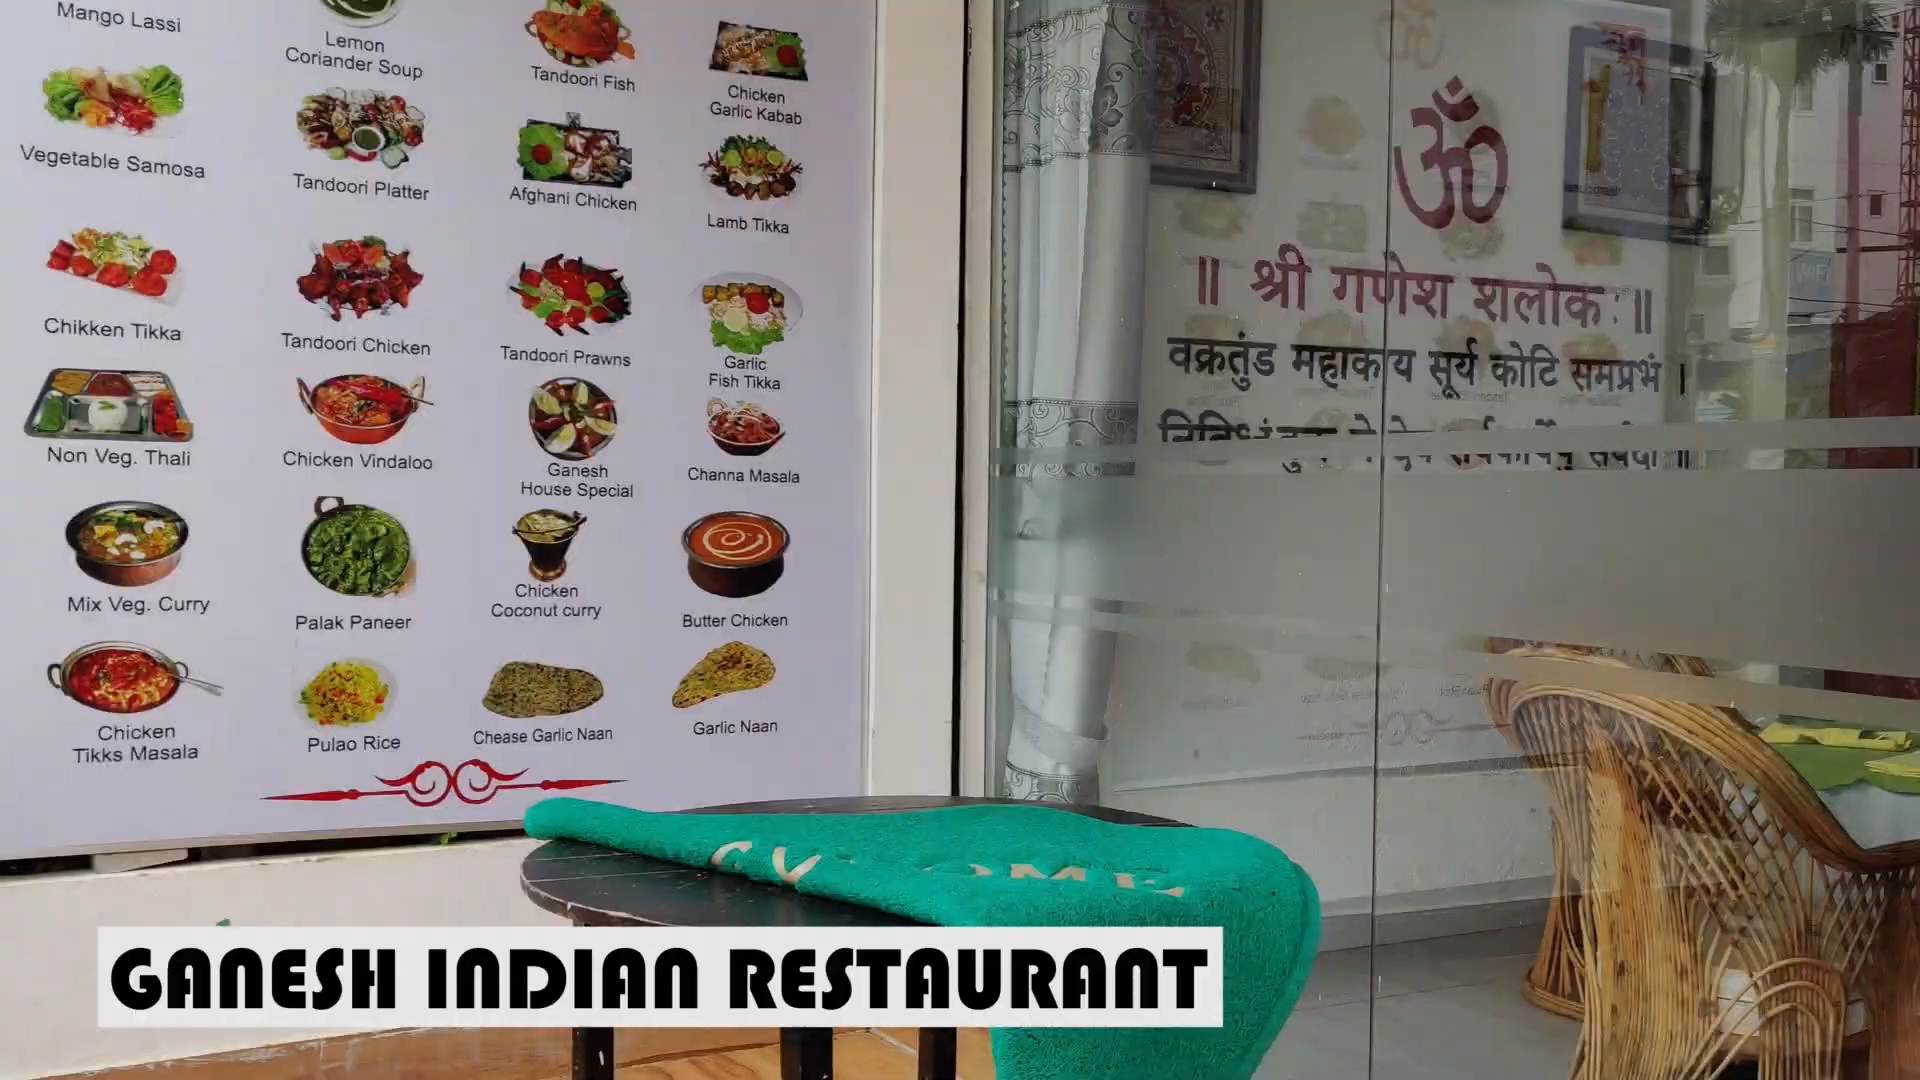 Mango Lassi
Lemon
Coriander Soup
Tandoori Fish
Chicken
Garlic Kabab
Vegetable Samosa
Tandoori Platter
Afghani Chicken
Lamb Tikka
Chikken Tikka
Tandoori Chicken
Tandoori Prawns
Garlic
Fish Tikka
Non Veg. Thali
Chicken Vindaloo
Ganesh
House Special
Channa Masala
Mix Veg. Curry
Palak Paneer
Chicken
Coconut curry
Butter Chicken
Chicken
Tikks Masala
Pulao Rice
Chease Garlic Naan
Garlic Naan
ॐ
॥ श्री गणेश शलोकः॥
वक्रतुंड महाकाय सूर्य कोटि समप्रभं ।
WiFi
GANESH INDIAN RESTAURANT